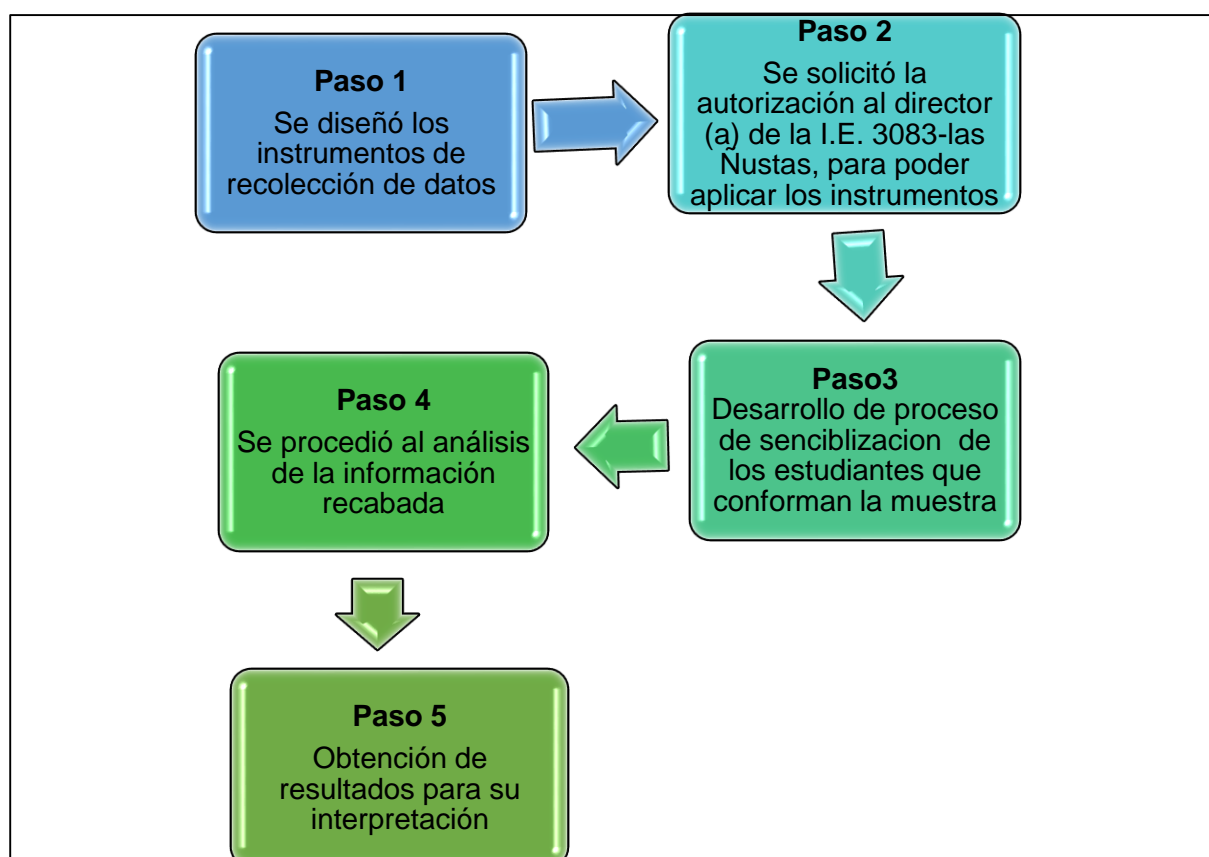 Paso 1
Se diseñó los
instrumentos de
recolección de datos
Paso 2
Se solicitó la
autorización al director
(a) de la I.E. 3083-las
Ñustas, para poder
aplicar los instrumentos
Paso3
Desarrollo de proceso
de senciblizacion de
los estudiantes que
conforman la muestra
Paso 4
Se procedió al análisis
de la información
recabada
Paso 5
Obtención de
resultados para su
interpretación